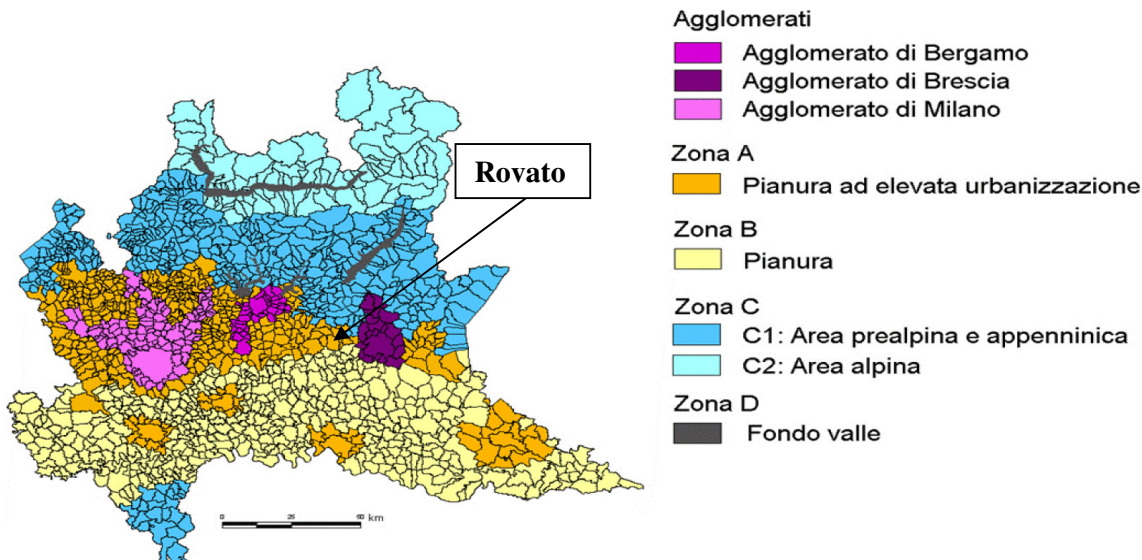 Agglomerati
Agglomerato di Bergamo
Agglomerato di Brescia
Agglomerato di Milano
Zona A
Pianura ad elevata urbanizzazione
Zona B
Pianura
Zona C
C1: Area prealpina e appenninica
C2: Area alpina
Zona D
Fondo valle
Rovato
0 25 50 km